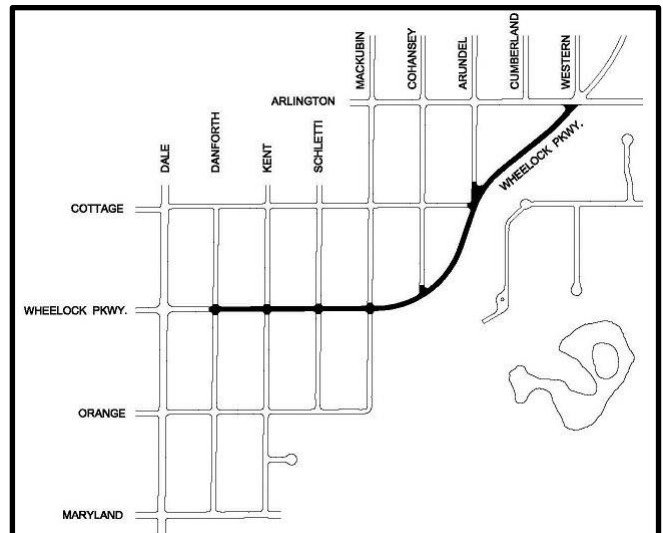 MACKUBIN
COHANSEY
ARUNDEL
CUMBERLAND
WESTERN
ARLINGTON
DALE
DANFORTH
KENT
SCHLETTI
WHEELOCK PKWY.
COTTAGE
WHEELOCK PKWY.
ORANGE
MARYLAND